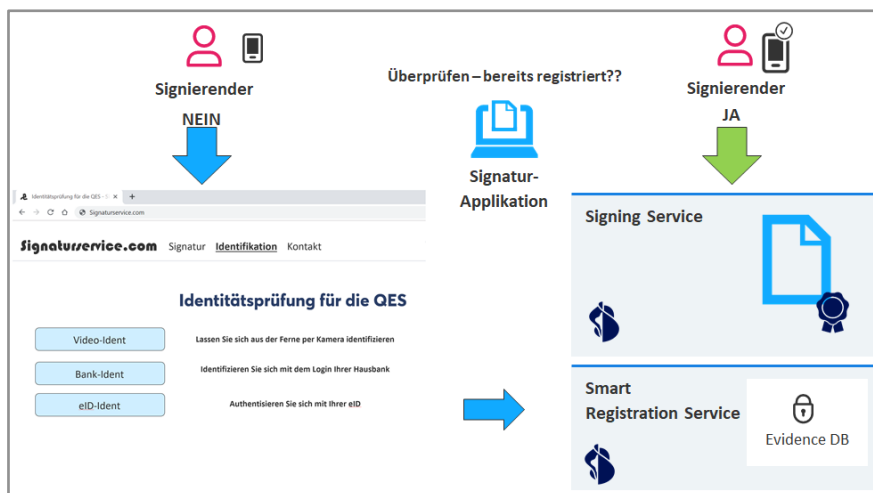 Signierender
NEIN
Überprüfen – bereits registriert??
Signatur-
Applikation
Signierender
JA
Identitätsprüfung für die QES -
Signaturservice.com
Signaturservice.com Signatur Identifikation Kontakt
Identitätsprüfung für die QES
Video-Ident Lassen Sie sich aus der Ferne per Kamera identifizieren
Bank-Ident Identifizieren Sie sich mit dem Login Ihrer Hausbank
eID-Ident Authentisieren Sie sich mit Ihrer eID
Signing Service
Smart
Registration Service
Evidence DB